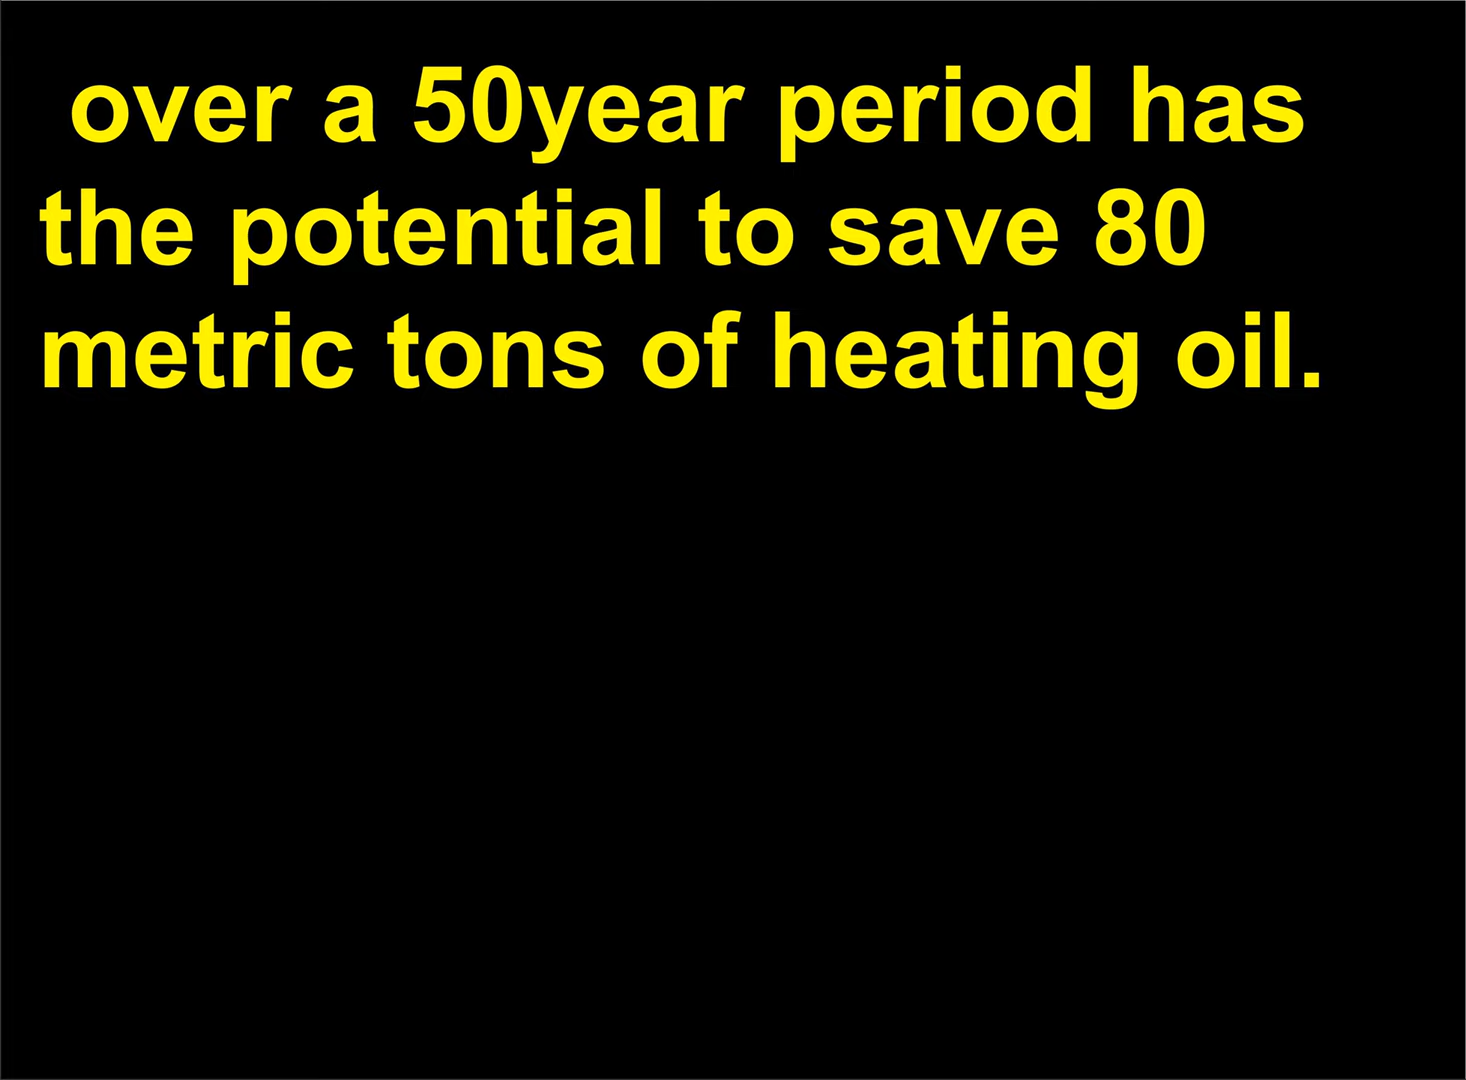 over a 50year period has
the potential to save 80
metric tons of heating oil.